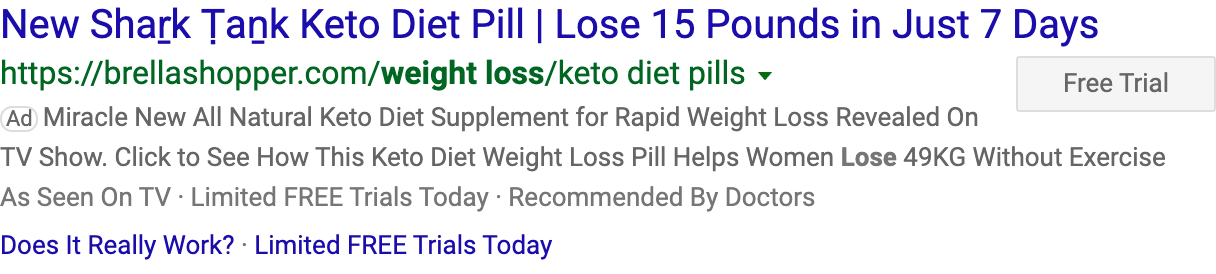 New Shaṟk Ṭaṉk Keto Diet Pill | Lose 15 Pounds in Just 7 Days
https://brellashopper.com/weight loss/keto diet pills
Free Trial
Ad Miracle New All Natural Keto Diet Supplement for Rapid Weight Loss Revealed On
TV Show. Click to See How This Keto Diet Weight Loss Pill Helps Women Lose 49KG Without Exercise
As Seen On TV · Limited FREE Trials Today · Recommended By Doctors
Does It Really Work? · Limited FREE Trials Today